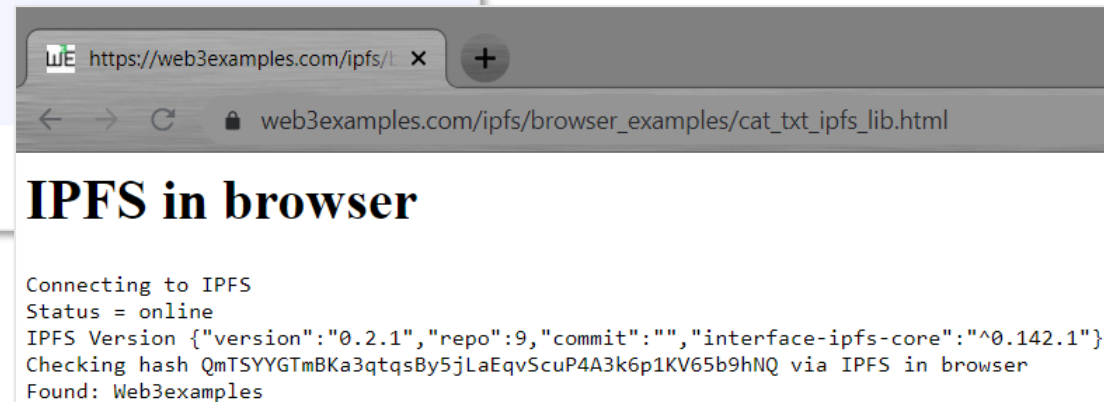 WE https://web3examples.com/ipfs/b
web3examples.com/ipfs/browser_examples/cat_txt_ipfs_lib.html
IPFS in browser
Connecting to IPFS
Status = online
IPFS Version {"version":"0.2.1","repo":9,"commit":"","interface-ipfs-core":"^0.142.1"}
Checking hash QmTSYYGTmBKa3qtqsBy5jLaEqvScuP4A3k6p1KV65b9hNQ via IPFS in browser
Found: Web3examples